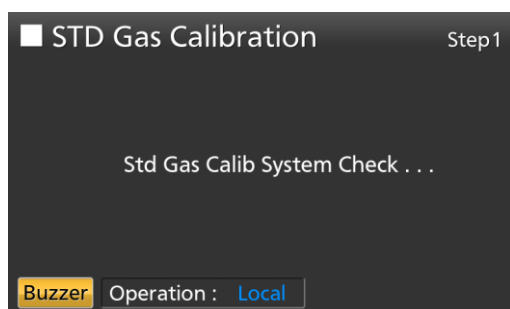 STD Gas Calibration Step1
Std Gas Calib System Check . . .
Buzzer Operation : Local